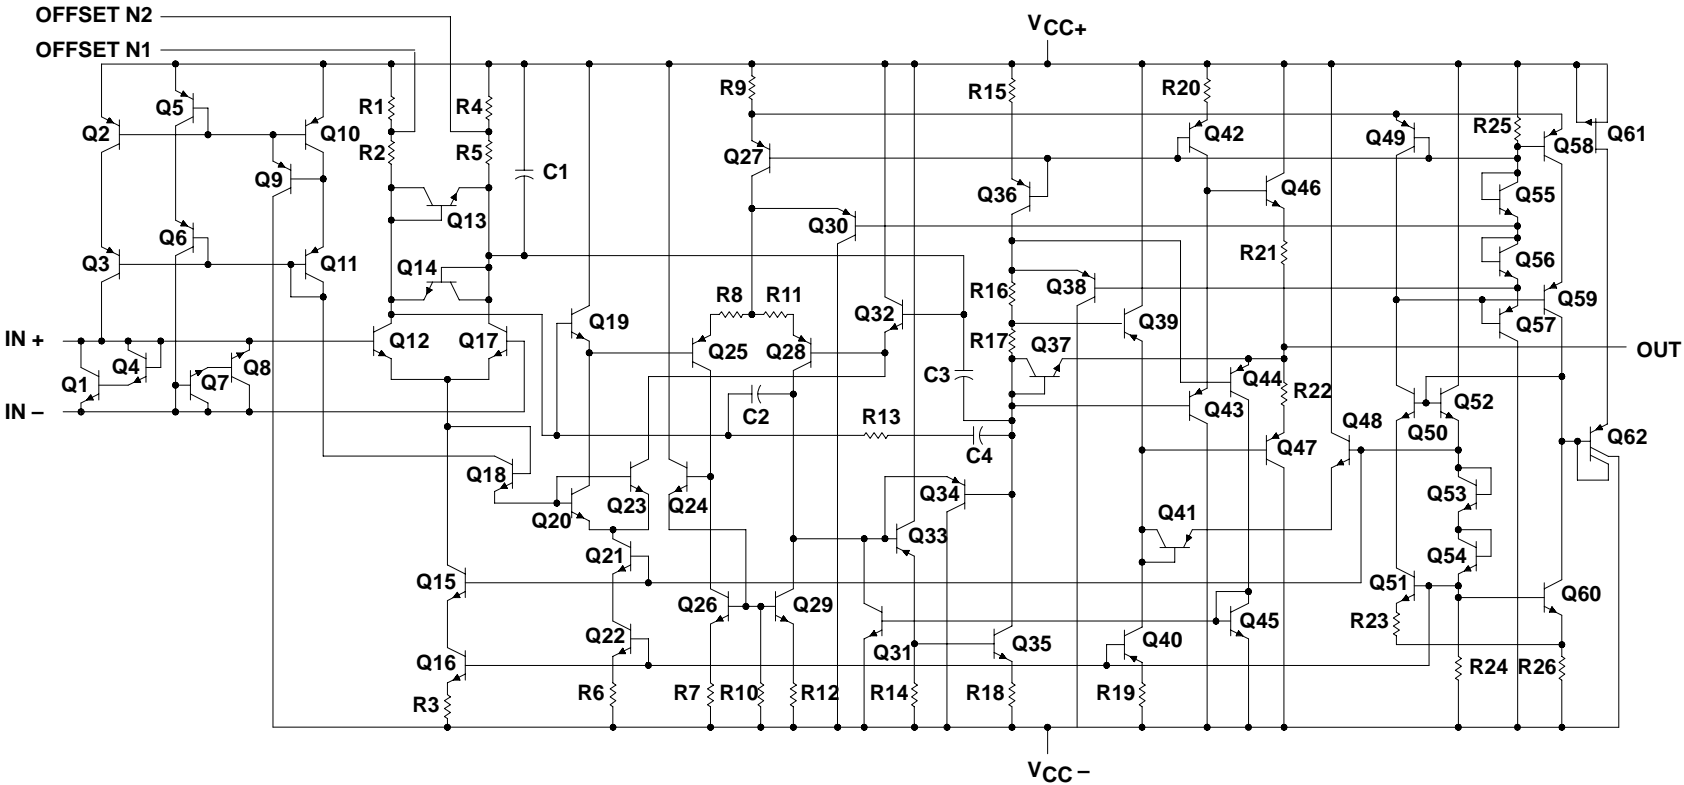 OFFSET N2
OFFSET N1
VCC+
R9
R15
R20
Q5
R1
R4
Q2
Q10
Q42
Q49
R25
Q61
Q58
R2
R5
Q27
C1
Q9
Q36
Q46
Q55
Q13
Q30
Q6
R21
Q3
Q11
Q14
Q56
R16
Q38
R8
R11
Q32
Q59
Q19
Q39
Q57
IN +
Q12
Q17
Q25
Q28
R17
Q37
OUT
Q4
Q8
Q1
Q7
C3
Q44
R22
IN –
C2
R13
Q43
Q48
Q50
Q52
Q62
C4
Q47
Q18
Q23
Q24
Q34
Q53
Q20
Q41
Q33
Q21
Q54
Q15
Q51
Q26
Q29
Q60
R23
Q45
Q22
Q31
Q35
Q40
Q16
R24
R26
R3
R6
R7
R10
R12
R14
R18
R19
VCC –